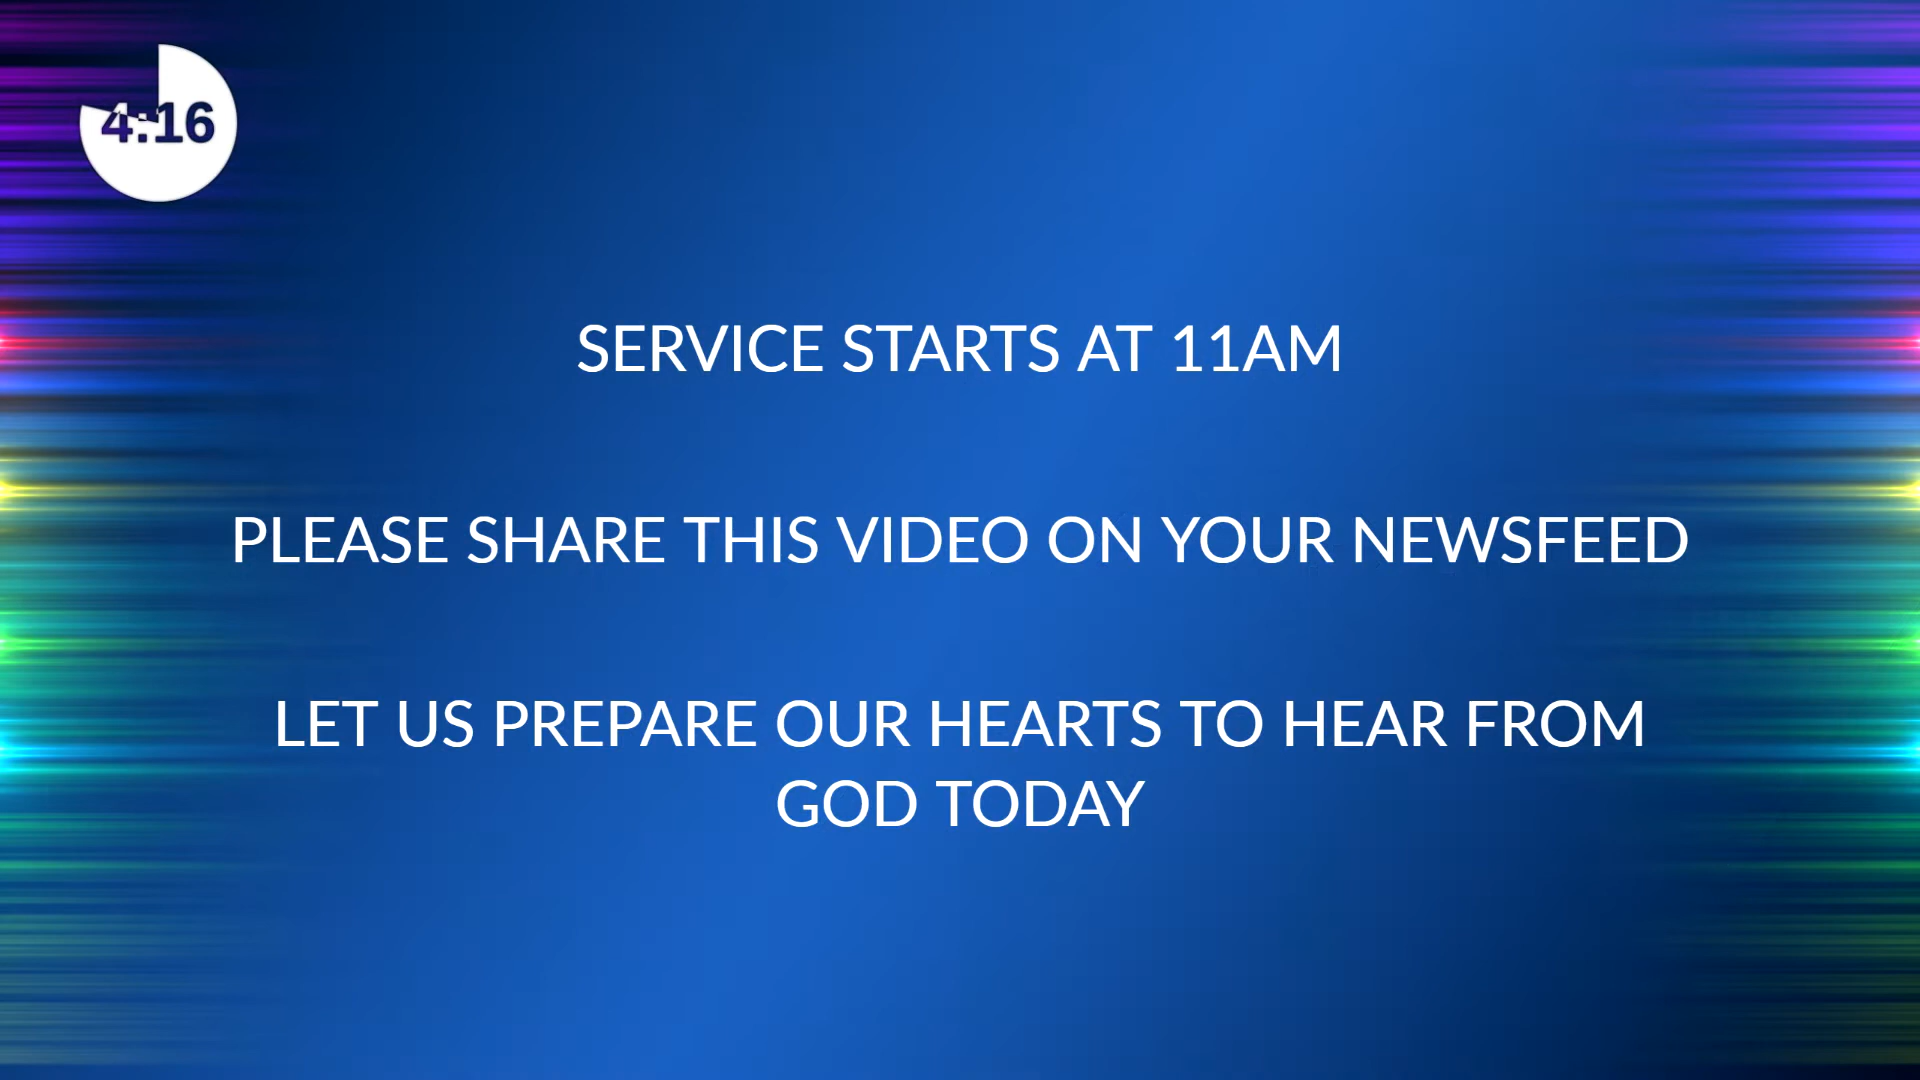 4:16
SERVICE STARTS AT 11AM
PLEASE SHARE THIS VIDEO ON YOUR NEWSFEED
LET US PREPARE OUR HEARTS TO HEAR FROM
GOD TODAY